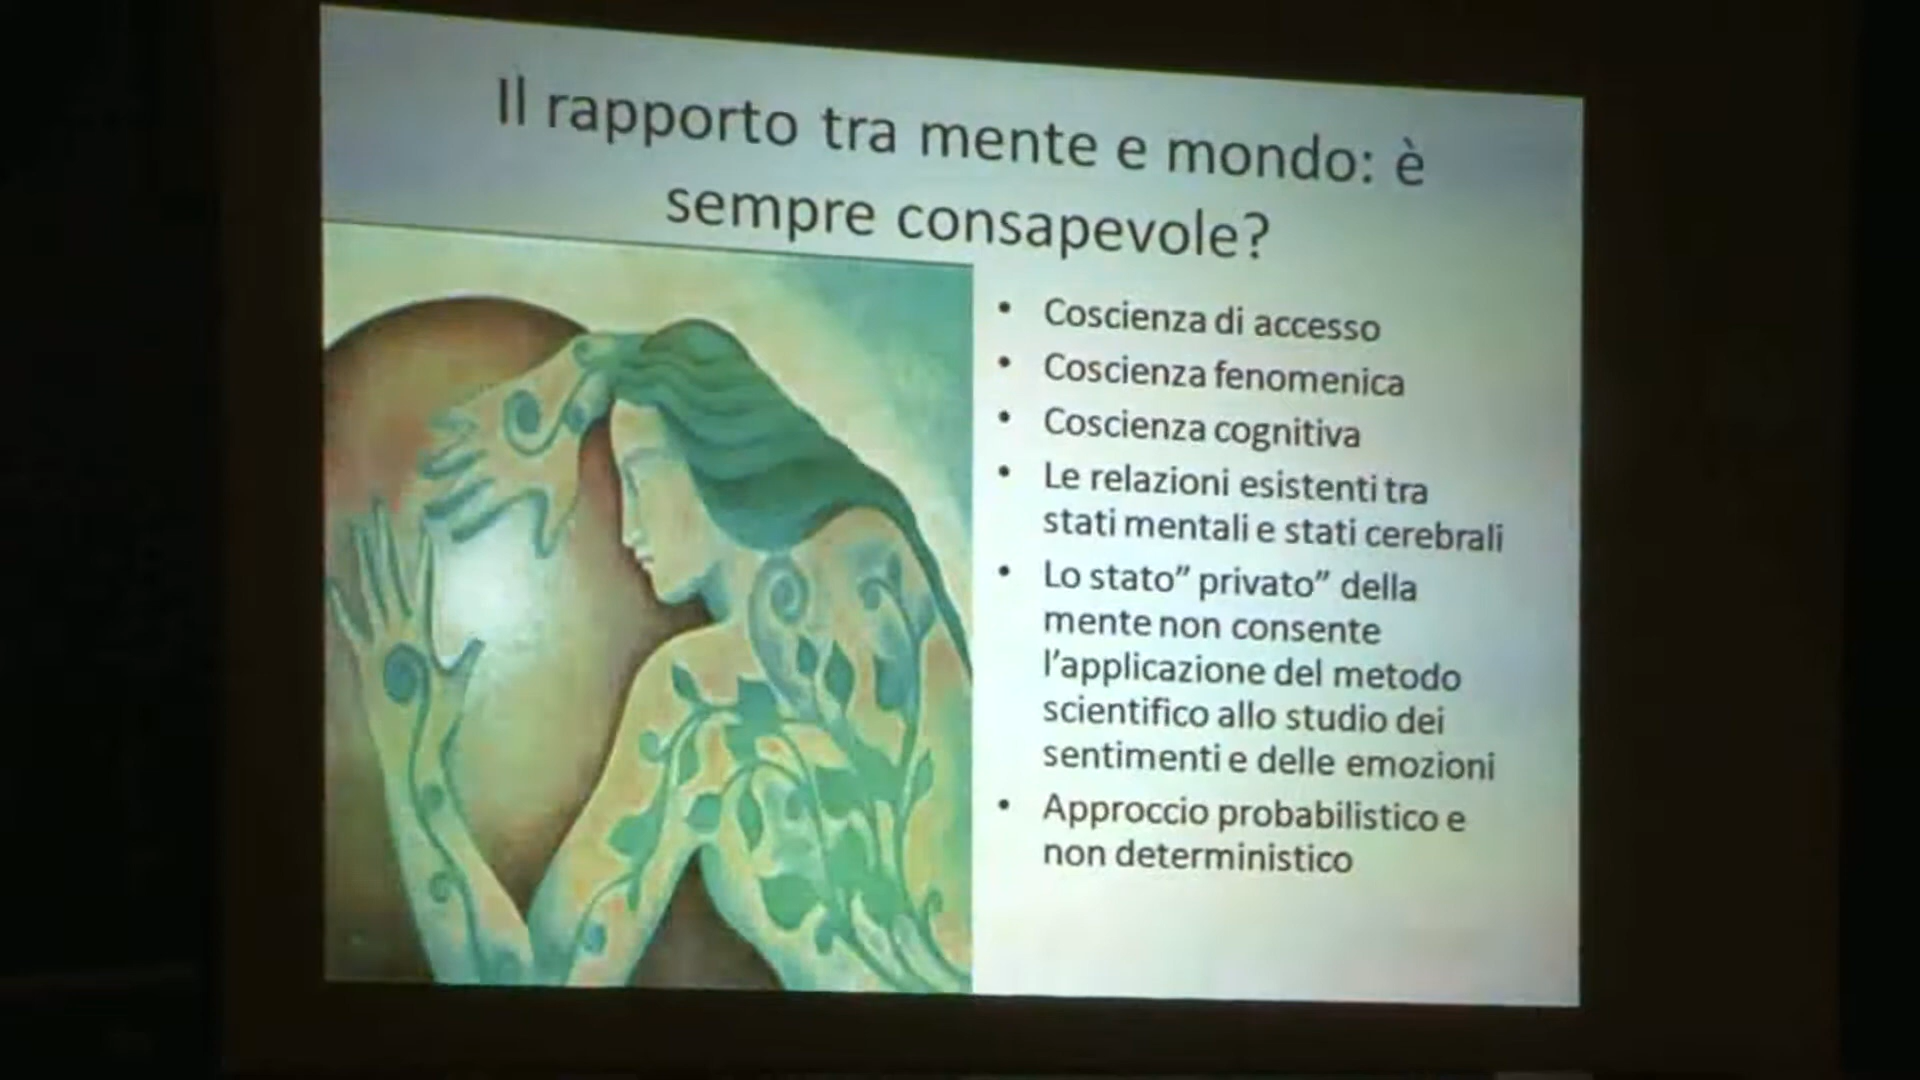 Il rapporto tra mente e mondo: è
sempre consapevole?
• Coscienza di accesso
• Coscienza fenomenica
• Coscienza cognitiva
• Le relazioni esistenti tra
stati mentali e stati cerebrali
• Lo stato” privato” della
mente non consente
l’applicazione del metodo
scientifico allo studio dei
sentimenti e delle emozioni
• Approccio probabilistico e
non deterministico